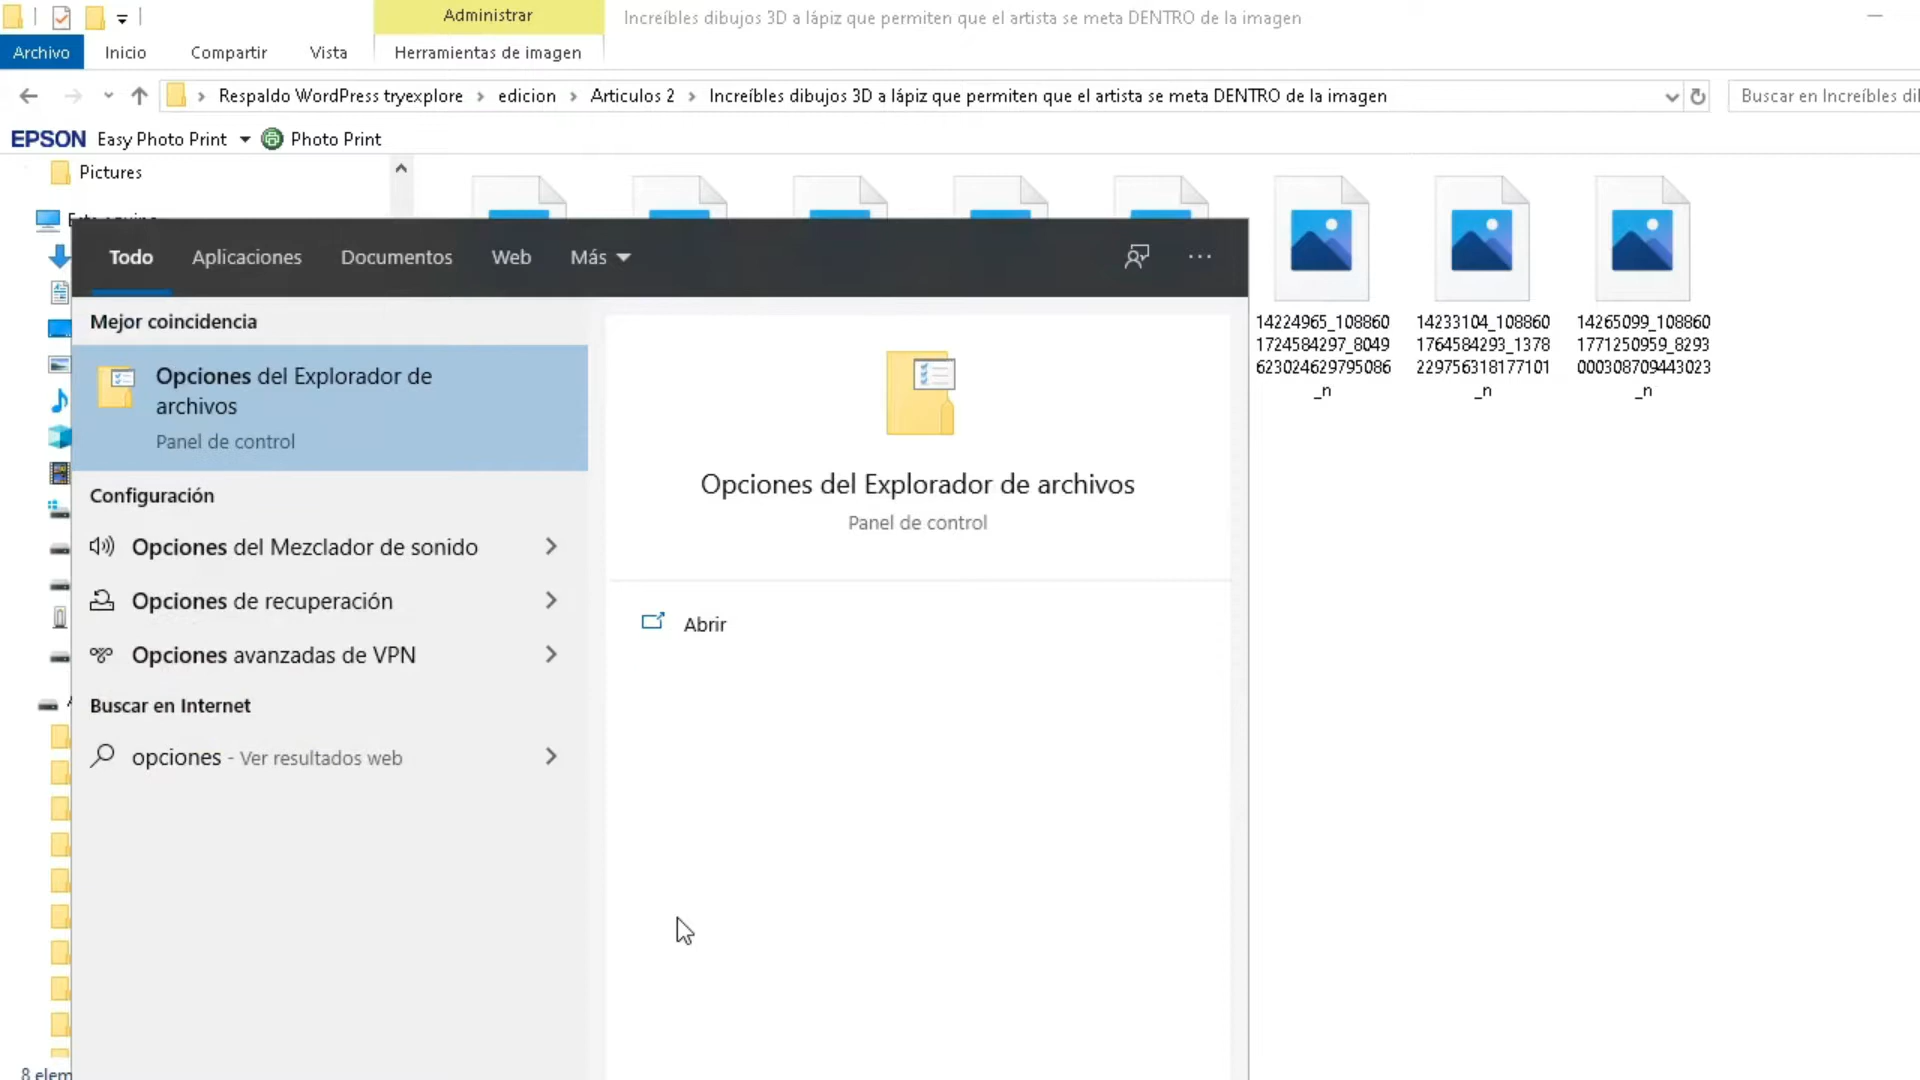 Administrar
Increíbles dibujos 3D a lápiz que permiten que el artista se meta DENTRO de la imagen
Archivo
Inicio
Compartir
Vista
Herramientas de imagen
Respaldo WordPress tryexplore
edicion
Articulos 2
Increíbles dibujos 3D a lápiz que permiten que el artista se meta DENTRO de la imagen
Buscar en Increíbles
EPSON Easy Photo Print
Photo Print
Pictures
Todo
Aplicaciones
Documentos
Web
Más
Mejor coincidencia
Opciones del Explorador de
archivos
Panel de control
Configuración
Opciones del Mezclador de sonido
Opciones de recuperación
Opciones avanzadas de VPN
Buscar en Internet
opciones - Ver resultados web
Opciones del Explorador de archivos
Panel de control
Abrir
14224965_108860
1724584297_8049
623024629795086
_n
14233104_108860
1764584293_1378
229756318177101
_n
14265099_108860
1771250959_8293
000308709443023
_n
8 elem